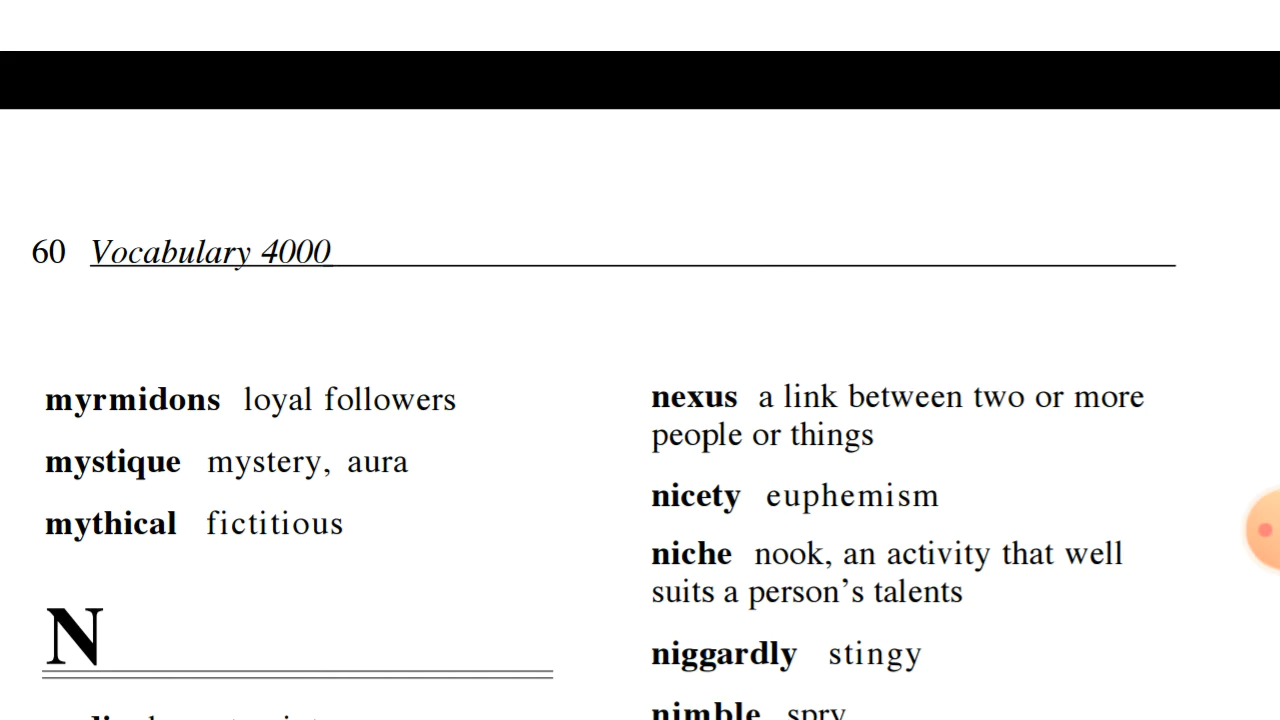 60 Vocabulary 4000
myrmidons loyal followers
mystique mystery, aura
mythical fictitious
N
nexus a link between two or more
people or things
nicety euphemism
niche nook, an activity that well
suits a person’s talents
niggardly stingy
nimble spry